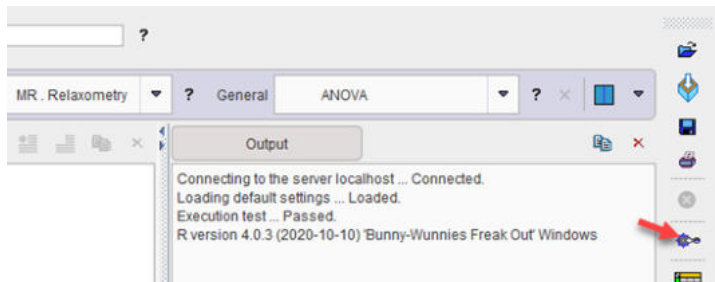 ?
MR. Relaxometry ? General ANOVA ?
Output
Connecting to the server localhost ... Connected.
Loading default settings ... Loaded.
Execution test ... Passed.
R version 4.0.3 (2020-10-10) 'Bunny-Wunnies Freak Out' Windows